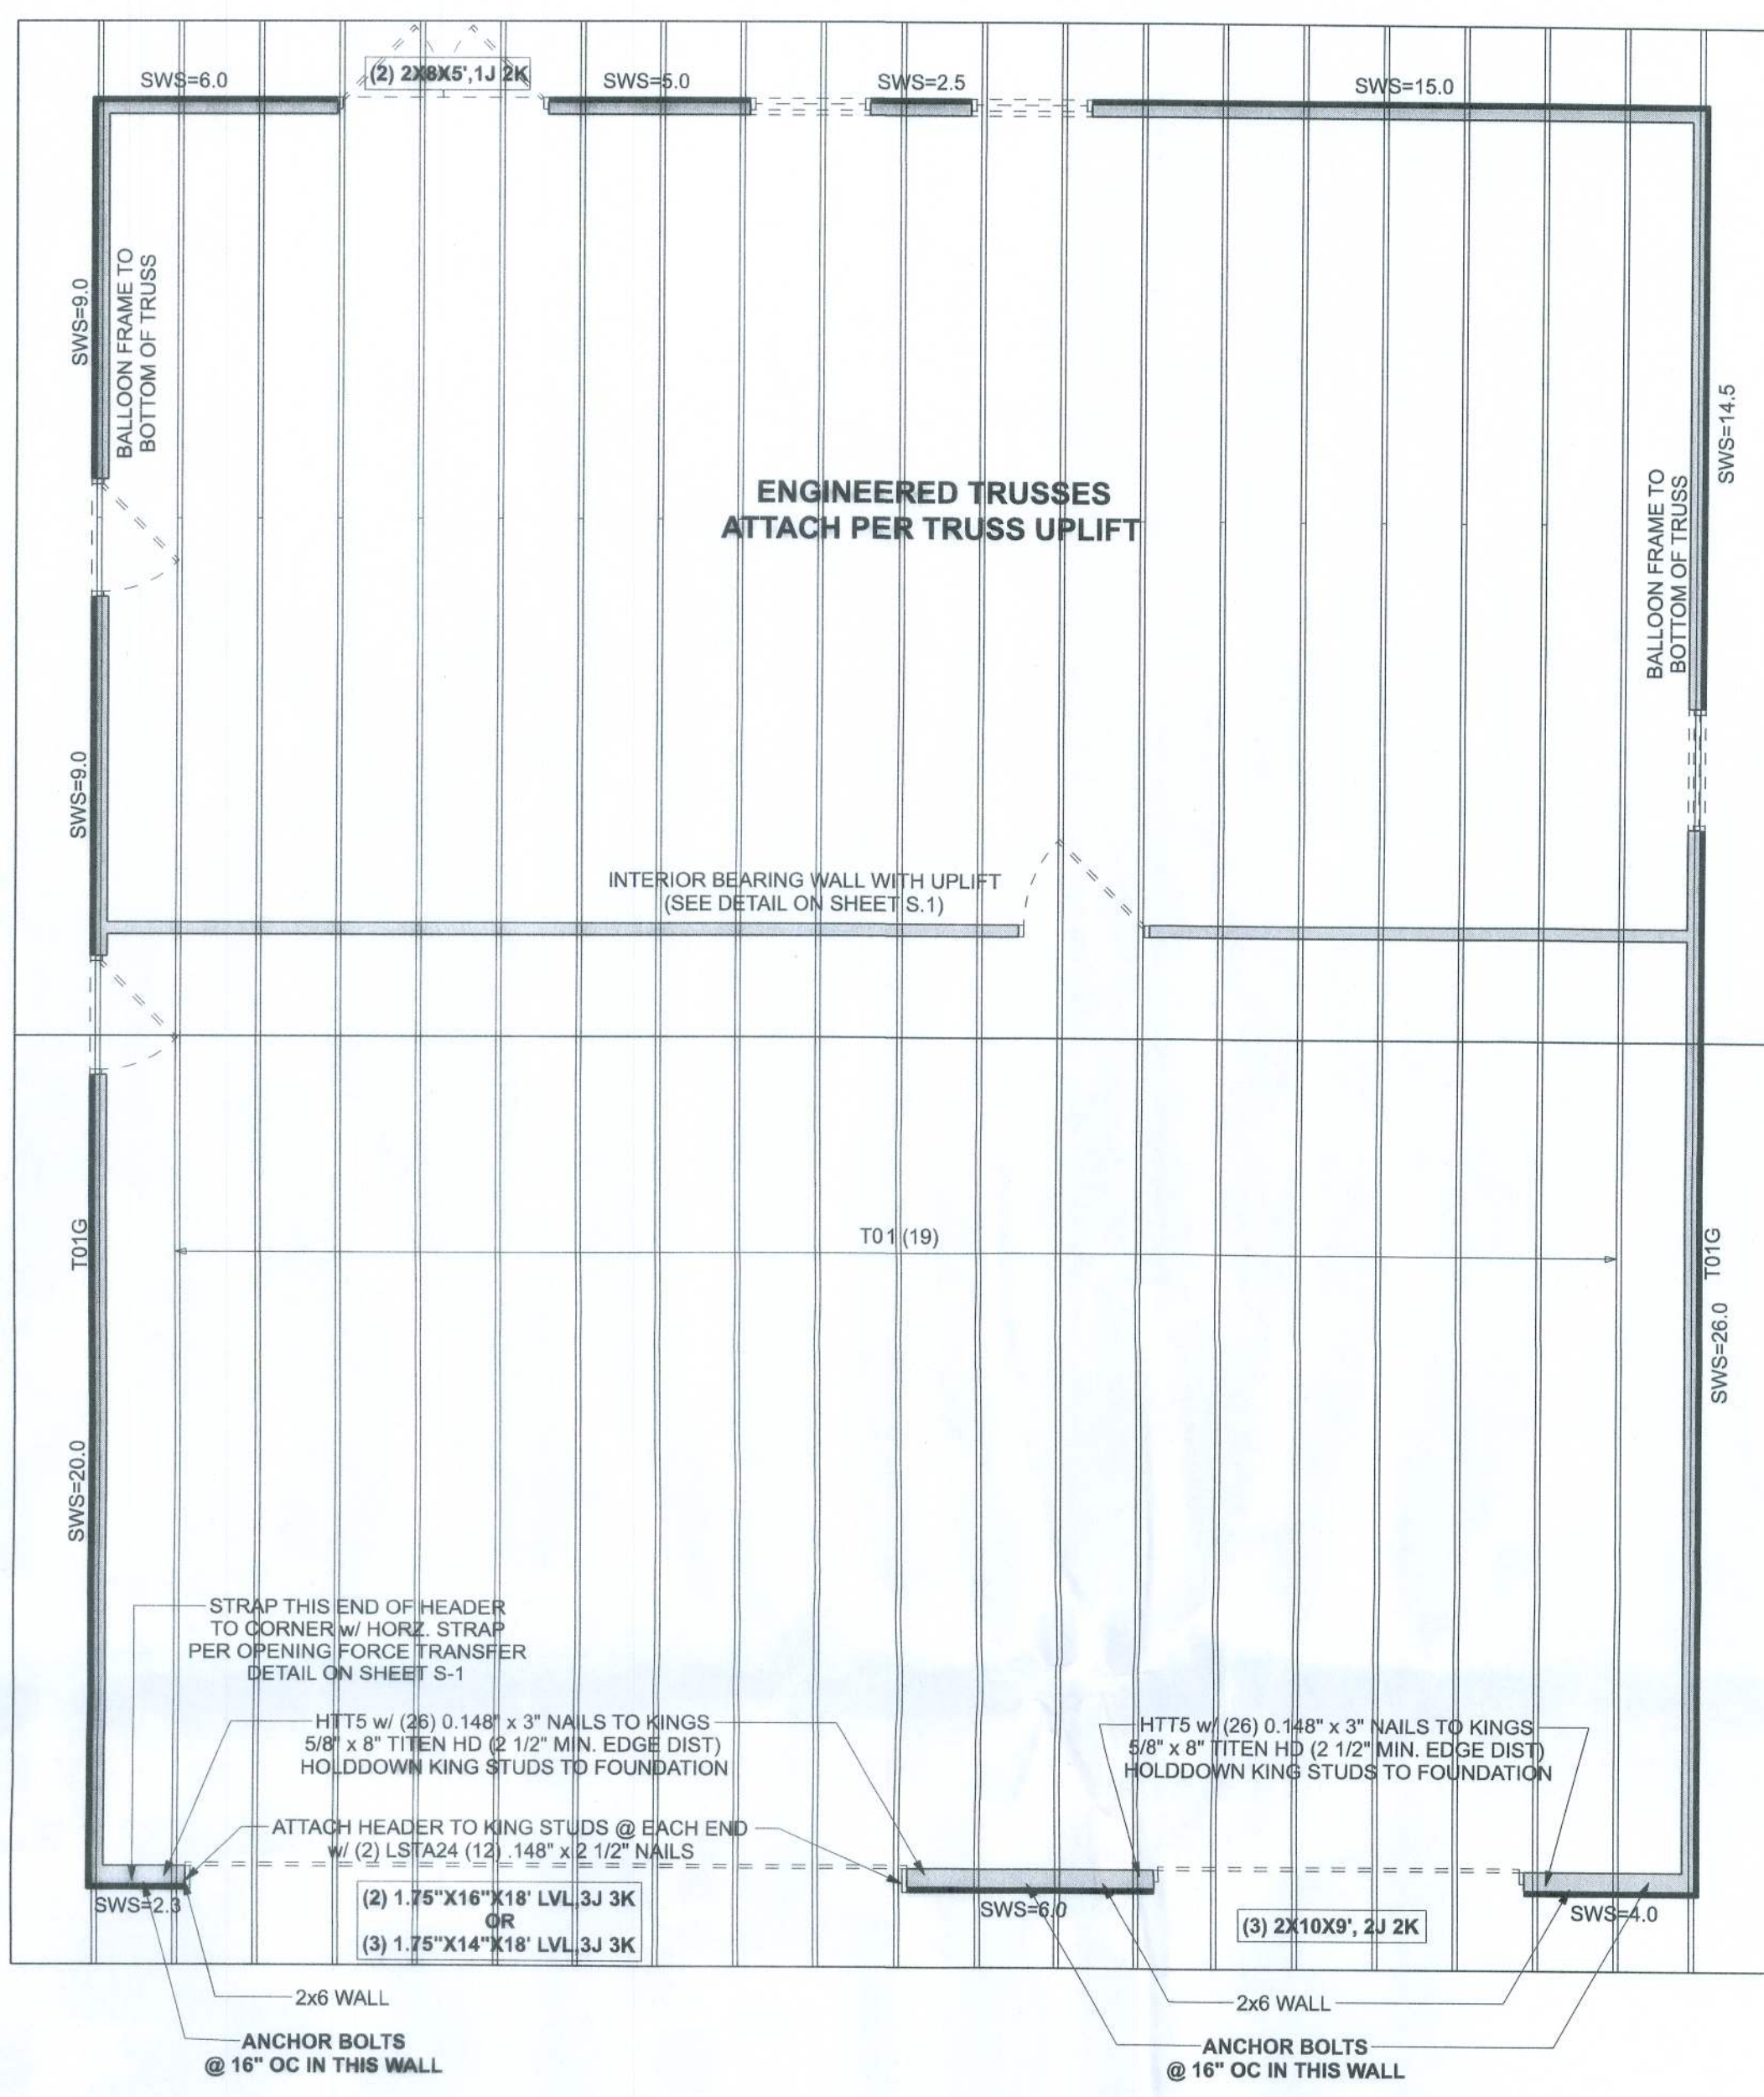 SWS=6.0
(2) 2X8X5',1J 2K
SWS=5.0
SWS=2.5
SWS=15.0
SWS=9.0
BALLOON FRAME TO
BOTTOM OF TRUSS
SWS=14.5
ENGINEERED TRUSSES
ATTACH PER TRUSS UPLIFT
BALLOON FRAME TO
BOTTOM OF TRUSS
SWS=9.0
INTERIOR BEARING WALL WITH UPLIFT
(SEE DETAIL ON SHEET S.1)
T01G
T01 (19)
T01G
SWS=26.0
SWS=20.0
STRAP THIS END OF HEADER
TO CORNER w/ HORZ. STRAP
PER OPENING FORCE TRANSFER
DETAIL ON SHEET S-1
HTT5 w/ (26) 0.148" x 3" NAILS TO KINGS
5/8" x 8" TITEN HD (2 1/2" MIN. EDGE DIST)
HOLDDOWN KING STUDS TO FOUNDATION
HTT5 w/ (26) 0.148" x 3" NAILS TO KINGS
5/8" x 8" TITEN HD (2 1/2" MIN. EDGE DIST)
HOLDDOWN KING STUDS TO FOUNDATION
ATTACH HEADER TO KING STUDS @ EACH END
w/ (2) LSTA24 (12) .148" x 2 1/2" NAILS
SWS=2.3
(2) 1.75"X16"X18' LVL,3J 3K
OR
(3) 1.75"X14"X18' LVL,3J 3K
SWS=6.0
(3) 2X10X9', 2J 2K
SWS=4.0
2x6 WALL
ANCHOR BOLTS
@ 16" OC IN THIS WALL
2x6 WALL
ANCHOR BOLTS
@ 16" OC IN THIS WALL